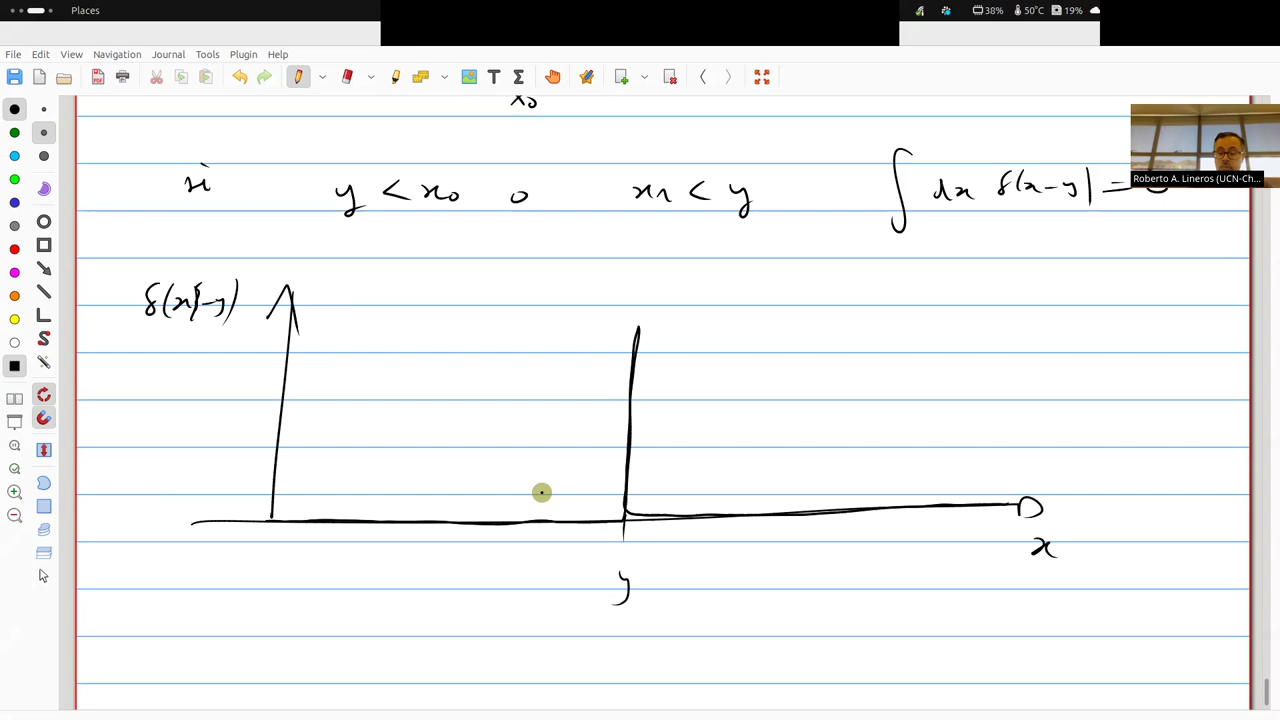 Places
38% 50°C 19%
File Edit View Navigation Journal Tools Plugin Help
x₀
Roberto A. Lineros (UCN-Ch...
si y < x₀ o x₁ < y ∫ dx δ(x-y) = 0
δ(x-y)
x
y